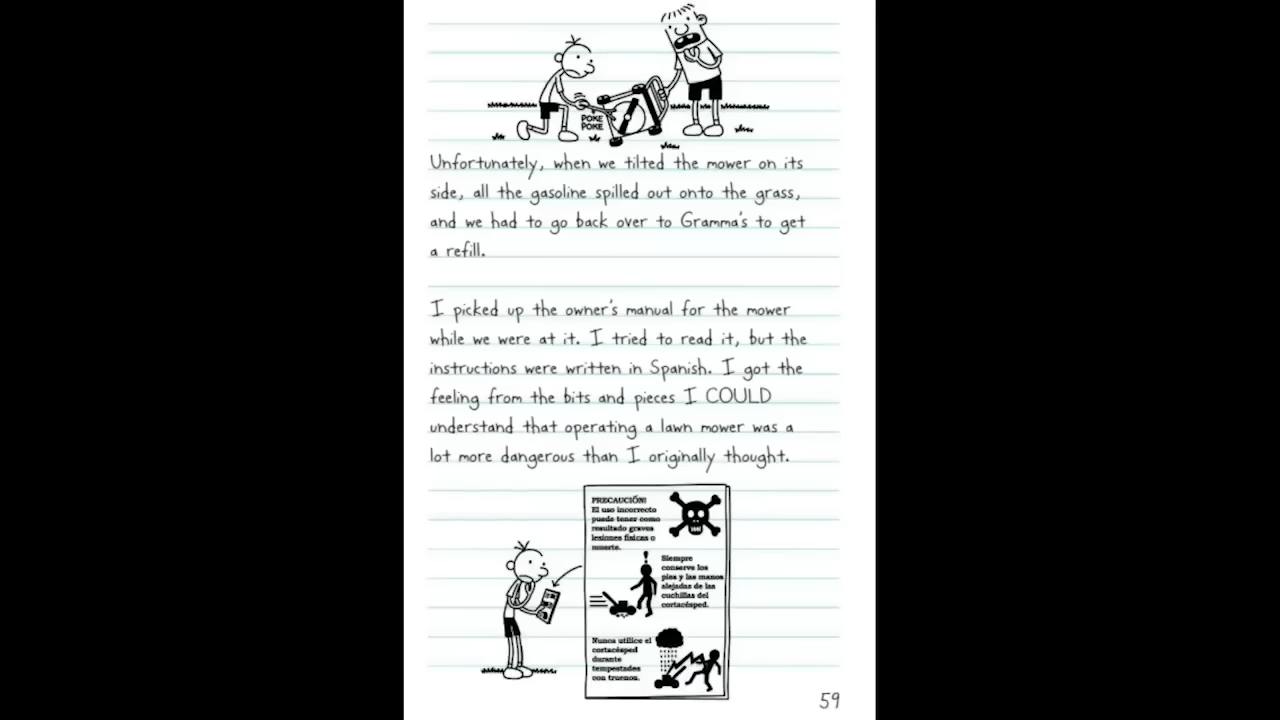 POKE
POKE
Unfortunately, when we tilted the mower on its
side, all the gasoline spilled out onto the grass,
and we had to go back over to Gramma's to get
a refill.
I picked up the owner's manual for the mower
while we were at it. I tried to read it, but the
instructions were written in Spanish. I got the
feeling from the bits and pieces I COULD
understand that operating a lawn mower was a
lot more dangerous than I originally thought.
PRECAUCIÓN!
El uso incorrecto
puede tener como
resultado graves
lesiones físicas o
muerte.
Siempre
conserve los
pies y las manos
alejadas de las
cuchillas del
cortacésped.
Nunca utilice el
cortacésped
durante
tempestades
con truenos.
59